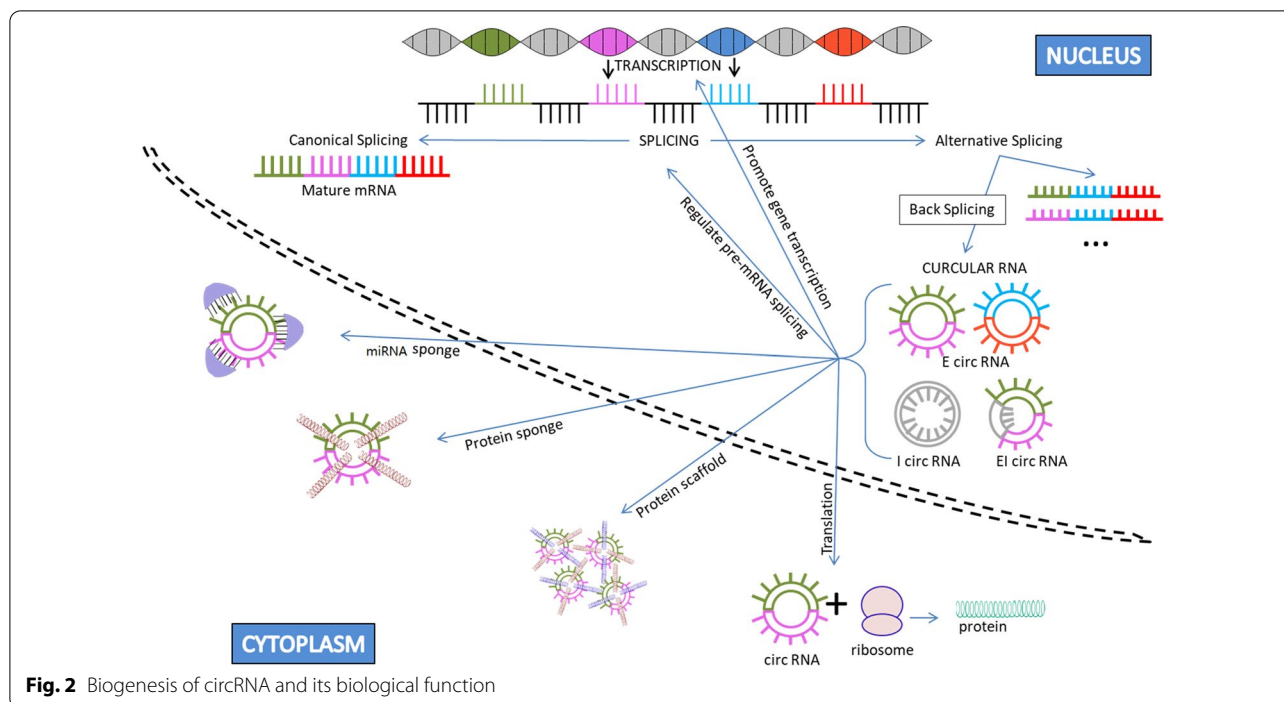 NUCLEUS
TRANSCRIPTION
Canonical Splicing
SPLICING
Alternative Splicing
Mature mRNA
Back Splicing
...
Promote gene transcription
Regulate pre-mRNA splicing
CURCULAR RNA
E circ RNA
I circ RNA
EI circ RNA
miRNA sponge
Protein sponge
Protein scaffold
Translation
+
circ RNA
ribosome
protein
CYTOPLASM
Fig. 2 Biogenesis of circRNA and its biological function